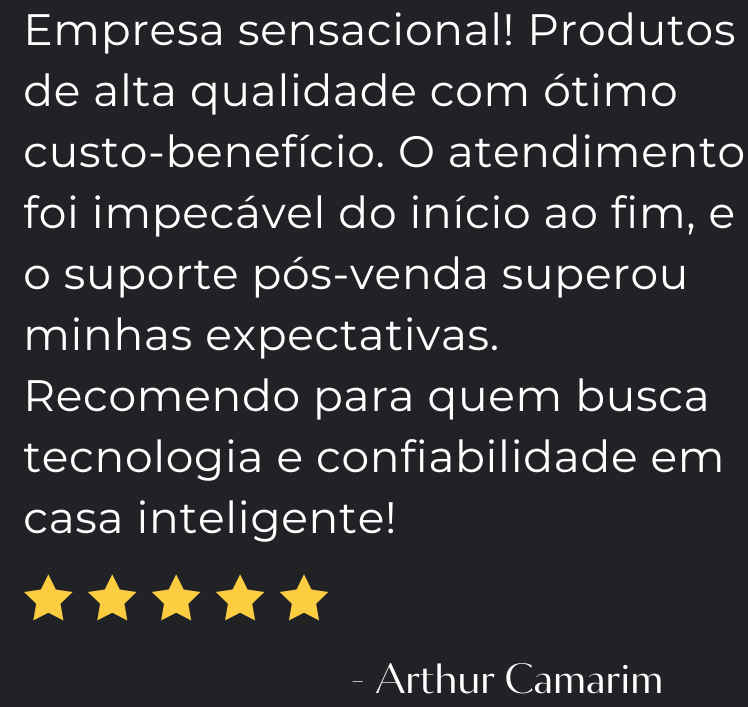 Empresa sensacional! Produtos
de alta qualidade com ótimo
custo-benefício. O atendimento
foi impecável do início ao fim, e
o suporte pós-venda superou
minhas expectativas.
Recomendo para quem busca
tecnologia e confiabilidade em
casa inteligente!
- Arthur Camarim